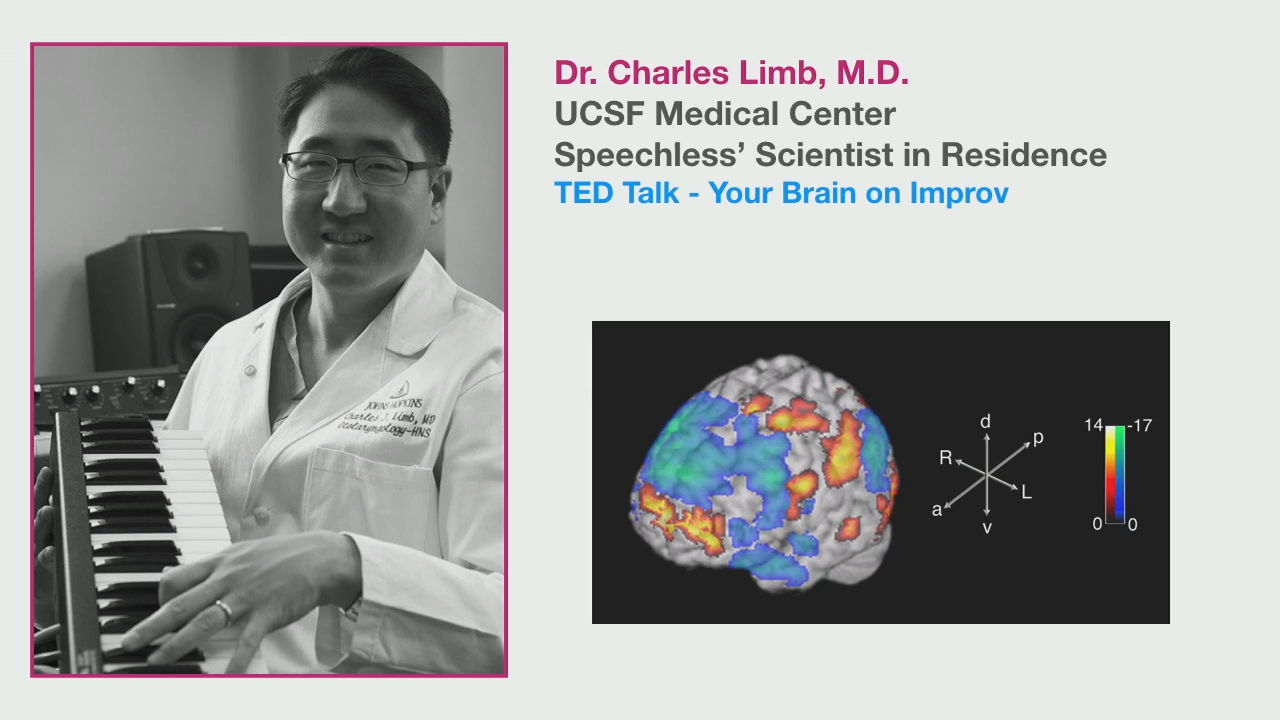 Dr. Charles Limb, M.D.
UCSF Medical Center
Speechless’ Scientist in Residence
TED Talk - Your Brain on Improv
JOHNS HOPKINS
Charles J. Limb, MD
Otolaryngology-HNS
d
p
R
L
a
v
14 -17
0 0